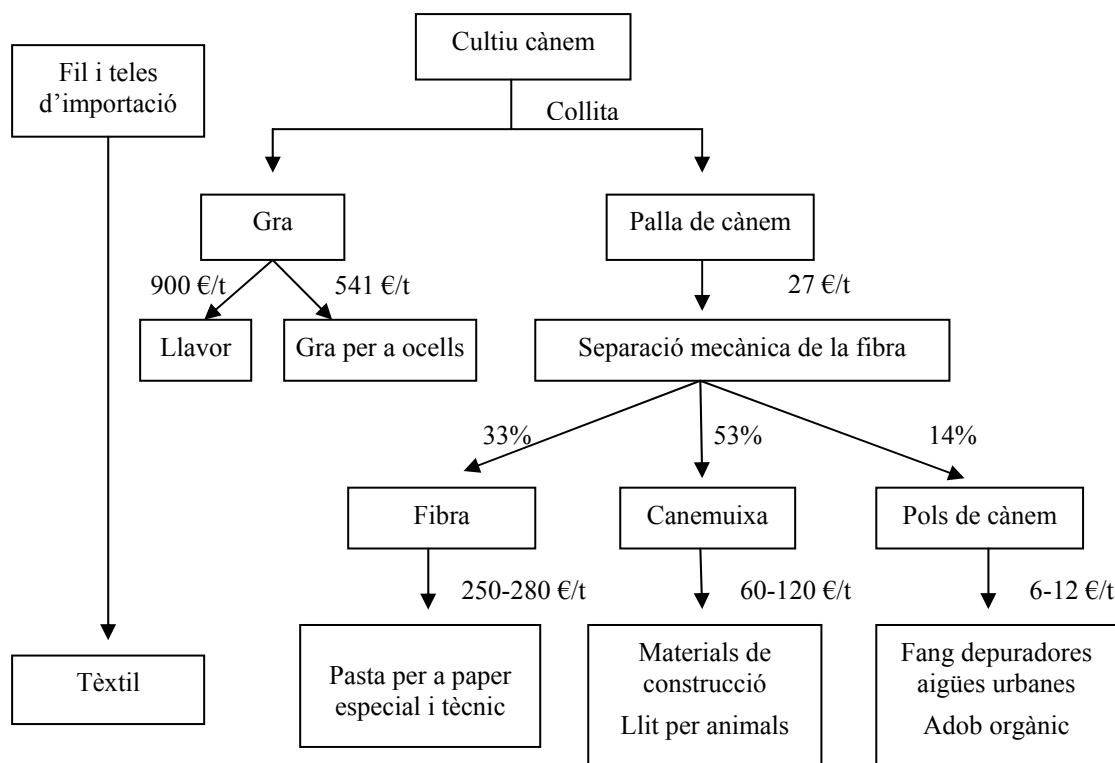 Cultiu cànem
Fil i teles
d’importació
Collita
Gra
Palla de cànem
900 €/t
541 €/t
27 €/t
Llavor
Gra per a ocells
Separació mecànica de la fibra
33%
53%
14%
Fibra
Canemuixa
Pols de cànem
250-280 €/t
60-120 €/t
6-12 €/t
Tèxtil
Pasta per a paper
especial i tècnic
Materials de
construcció
Llit per animals
Fang depuradores
aigües urbanes
Adob orgànic